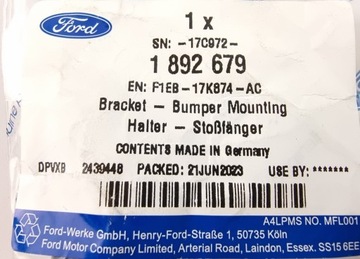 Ford
1 x
SN: -17C972-
1 892 679
EN: F1EB-17K874-AC
Bracket - Bumper Mounting
Halter - Stoßfänger
CONTENTS MADE IN Germany
DPVXB 2439448 PACKED: 21JUN2023 USE BY: *******
A4LPMS NO. MFL001
Ford-Werke GmbH, Henry-Ford-Straße 1, 50735 Köln
Ford Motor Company Limited, Arterial Road, Laindon, Essex. SS15 6EE